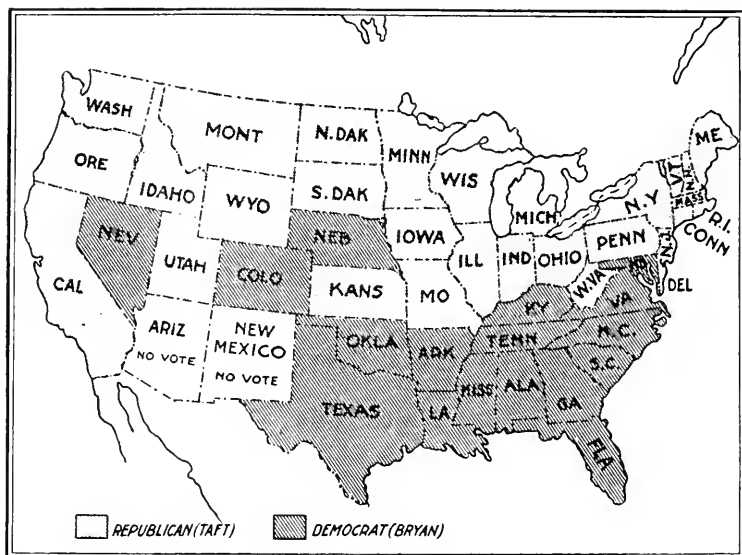 WASH
MONT
N.DAK
MINN
ME
ORE
IDAHO
WYO
S.DAK
WIS
MICH
N.Y
VT
N.H.
MASS
R.I.
CONN
NEV
UTAH
COLO
NEB
IOWA
ILL
IND
OHIO
PENN
N.J.
CAL
KANS
MO
W.VA
MD
DEL
KY
VA
ARIZ
NO VOTE
NEW
MEXICO
NO VOTE
OKLA
ARK
TENN
N.C.
S.C.
TEXAS
LA
MISS
ALA
GA
FLA
REPUBLICAN (TAFT)
DEMOCRAT (BRYAN)